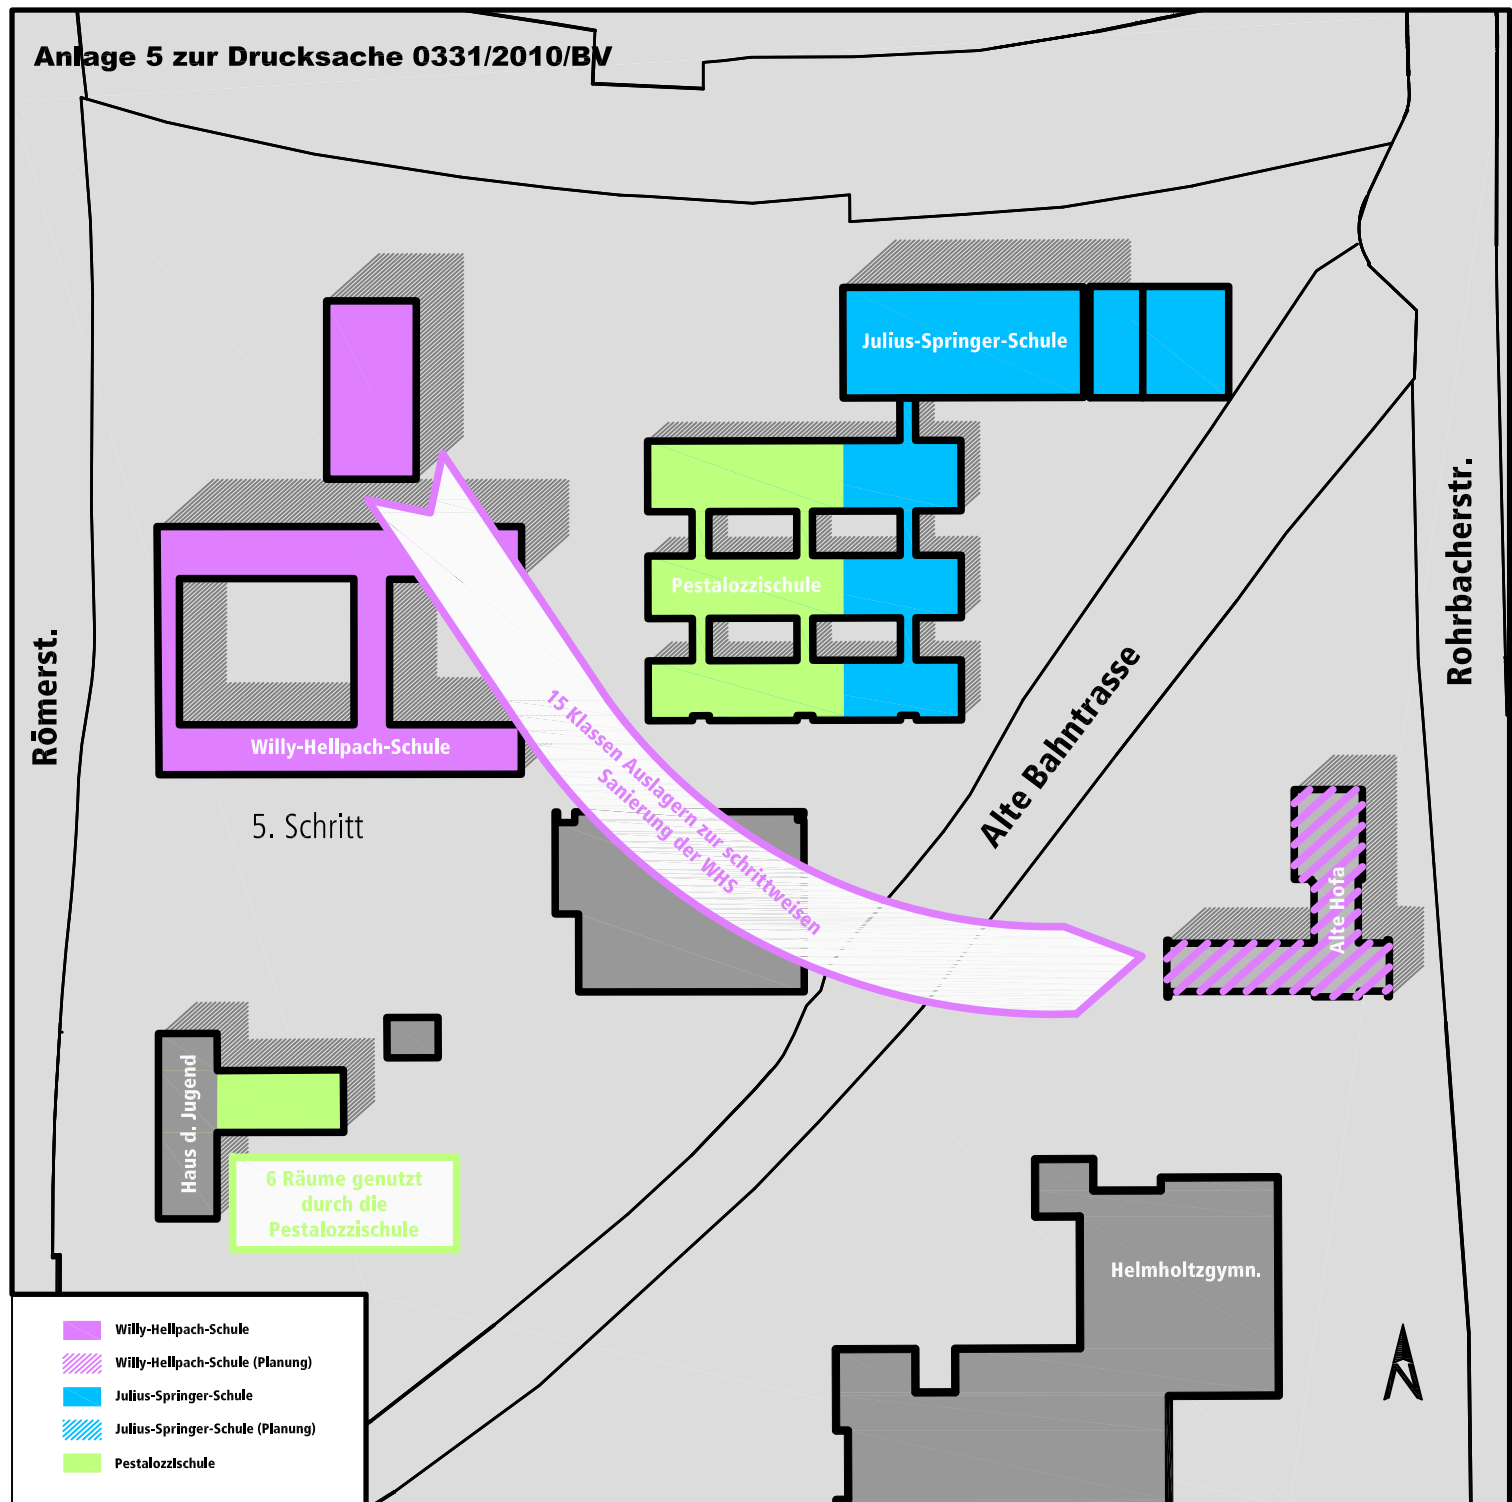 Anlage 5 zur Drucksache 0331/2010/BV
Julius-Springer-Schule
Pestalozzischule
Römerst.
Rohrbacherstr.
Alte Bahntrasse
Willy-Hellpach-Schule
15 Klassen Auslagern zur schrittweisen
Sanierung der WHS
5. Schritt
Alte Hofa
Haus d. Jugend
6 Räume genutzt
durch die
Pestalozzischule
Helmholtzgymn.
Willy-Hellpach-Schule
Willy-Hellpach-Schule (Planung)
Julius-Springer-Schule
Julius-Springer-Schule (Planung)
Pestalozzischule
N